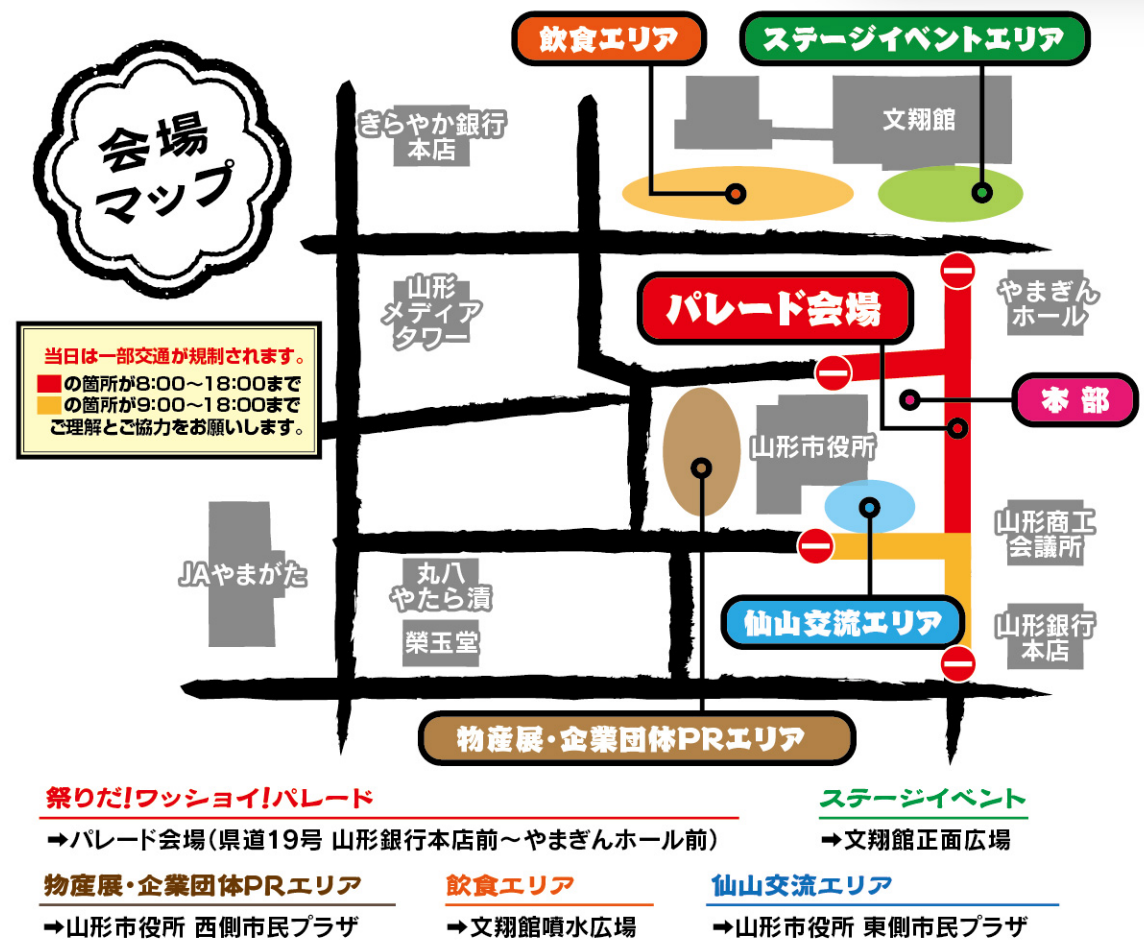 飲食エリア
ステージイベントエリア
会場
マップ
きらやか銀行
本店
文翔館
山形
メディア
タワー
パレード会場
やまぎん
ホール
当日は一部交通が規制されます。
の箇所が8:00〜18:00まで
の箇所が9:00〜18:00まで
ご理解とご協力をお願いします。
本部
山形市役所
山形商工
会議所
JAやまがた
丸八
やたら漬
榮玉堂
仙山交流エリア
山形銀行
本店
物産展・企業団体PRエリア
祭りだ!ワッショイ!パレード
➡パレード会場(県道19号 山形銀行本店前〜やまぎんホール前)
ステージイベント
➡文翔館正面広場
物産展・企業団体PRエリア
➡山形市役所 西側市民プラザ
飲食エリア
➡文翔館噴水広場
仙山交流エリア
➡山形市役所 東側市民プラザ